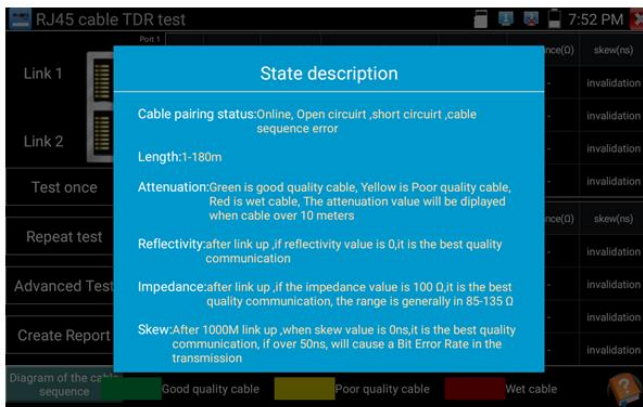 RJ45 cable TDR test
7:52 PM
Port 1
Link 1
Link 2
Test once
Repeat test
Advanced Test
Create Report
Diagram of the cable
sequence
nce(Ω) skew(ns)
- invalidation
- invalidation
- invalidation
- invalidation
nce(Ω) skew(ns)
- invalidation
- invalidation
- invalidation
- invalidation
State description
Cable pairing status:Online, Open circuirt ,short circuirt ,cable
sequence error
Length:1-180m
Attenuation:Green is good quality cable, Yellow is Poor quality cable,
Red is wet cable, The attenuation value will be diplayed
when cable over 10 meters
Reflectivity:after link up ,if reflectivity value is 0,it is the best quality
communication
Impedance:after link up ,if the impedance value is 100 Ω,it is the best
quality communication, the range is generally in 85-135 Ω
Skew:After 1000M link up ,when skew value is 0ns,it is the best quality
communication, if over 50ns, will cause a Bit Error Rate in the
transmission
Good quality cable
Poor quality cable
Wet cable